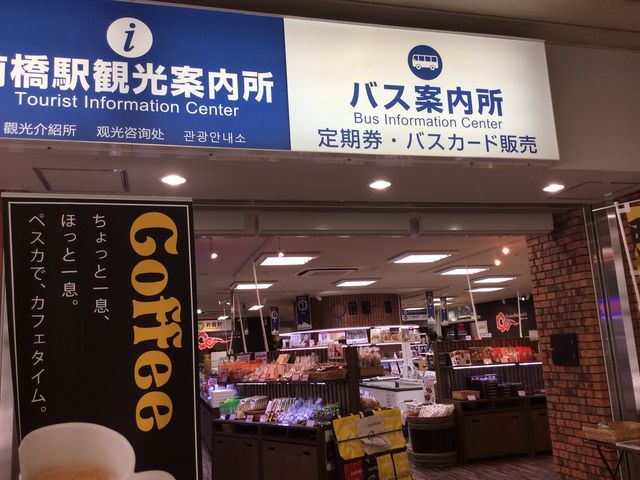 橋駅観光案内所
Tourist Information Center
觀光介紹所 观光咨询处 관광안내소
バス案内所
Bus Information Center
定期券・バスカード販売
Coffee
ちょっと一息、
ほっと一息。
ペスカで、カフェタイム。